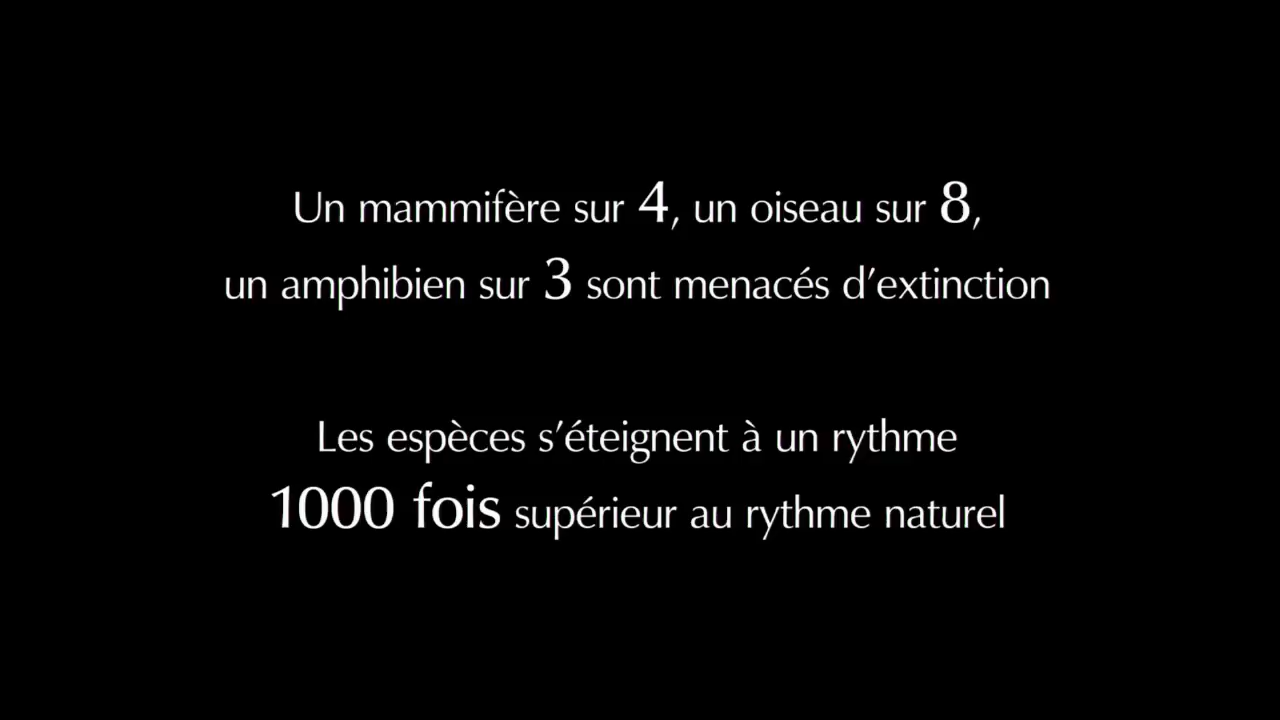 Un mammifère sur 4, un oiseau sur 8,
un amphibien sur 3 sont menacés d’extinction
Les espèces s’éteignent à un rythme
1000 fois supérieur au rythme naturel